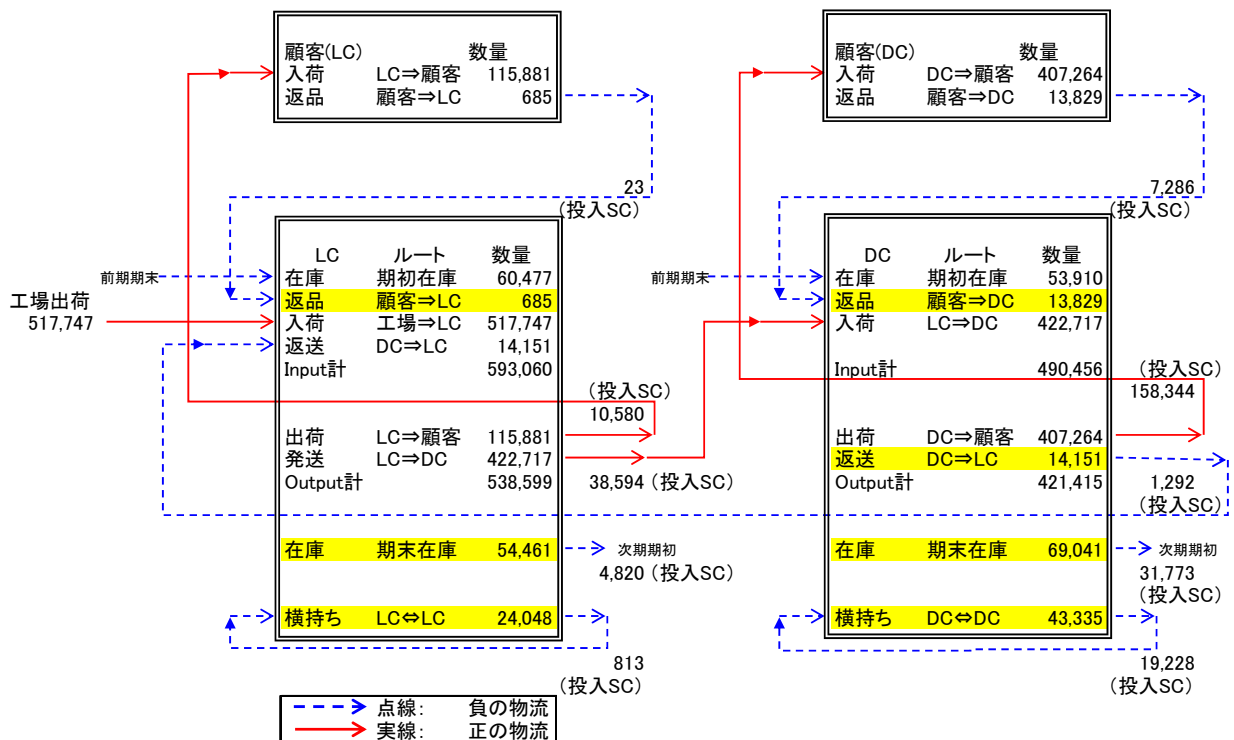 顧客(LC) 数量
入荷 LC⇒顧客 115,881
返品 顧客⇒LC 685
顧客(DC) 数量
入荷 DC⇒顧客 407,264
返品 顧客⇒DC 13,829
23
(投入SC)
7,286
(投入SC)
工場出荷
517,747
前期期末
LC ルート 数量
在庫 期初在庫 60,477
返品 顧客⇒LC 685
入荷 工場⇒LC 517,747
返送 DC⇒LC 14,151
Input計 593,060
(投入SC)
10,580
出荷 LC⇒顧客 115,881
発送 LC⇒DC 422,717
Output計 538,599
38,594 (投入SC)
在庫 期末在庫 54,461
次期期初
4,820 (投入SC)
横持ち LC⇔LC 24,048
813
(投入SC)
前期期末
DC ルート 数量
在庫 期初在庫 53,910
返品 顧客⇒DC 13,829
入荷 LC⇒DC 422,717
Input計 490,456
(投入SC)
158,344
出荷 DC⇒顧客 407,264
返送 DC⇒LC 14,151
Output計 421,415
1,292
(投入SC)
在庫 期末在庫 69,041
次期期初
31,773
(投入SC)
横持ち DC⇔DC 43,335
19,228
(投入SC)
点線: 負の物流
実線: 正の物流